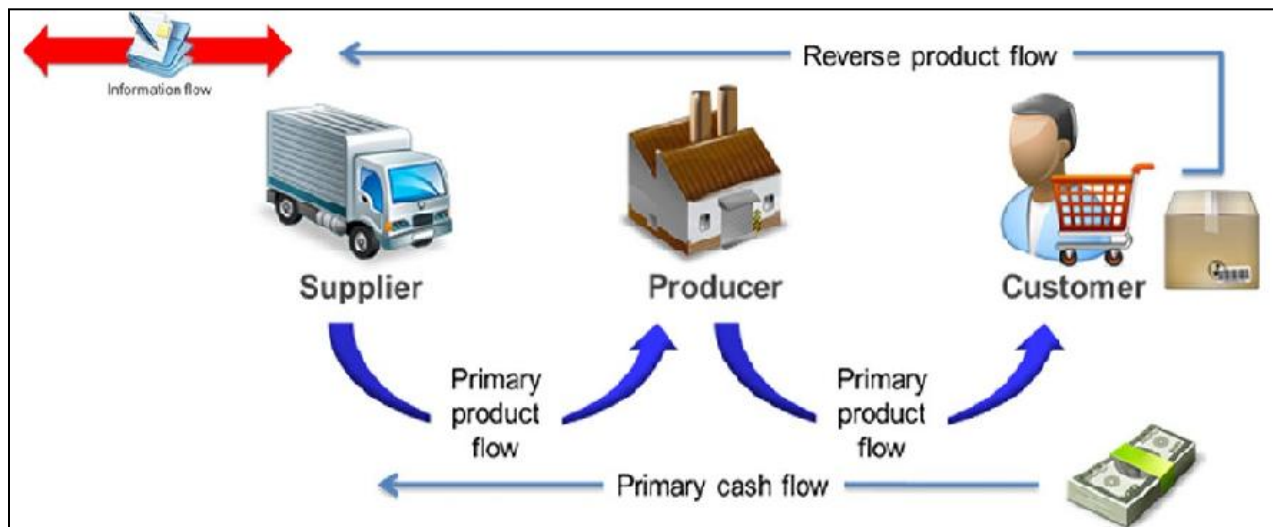 Information flow
Reverse product flow
Supplier
Producer
Customer
Primary
product
flow
Primary
product
flow
Primary cash flow